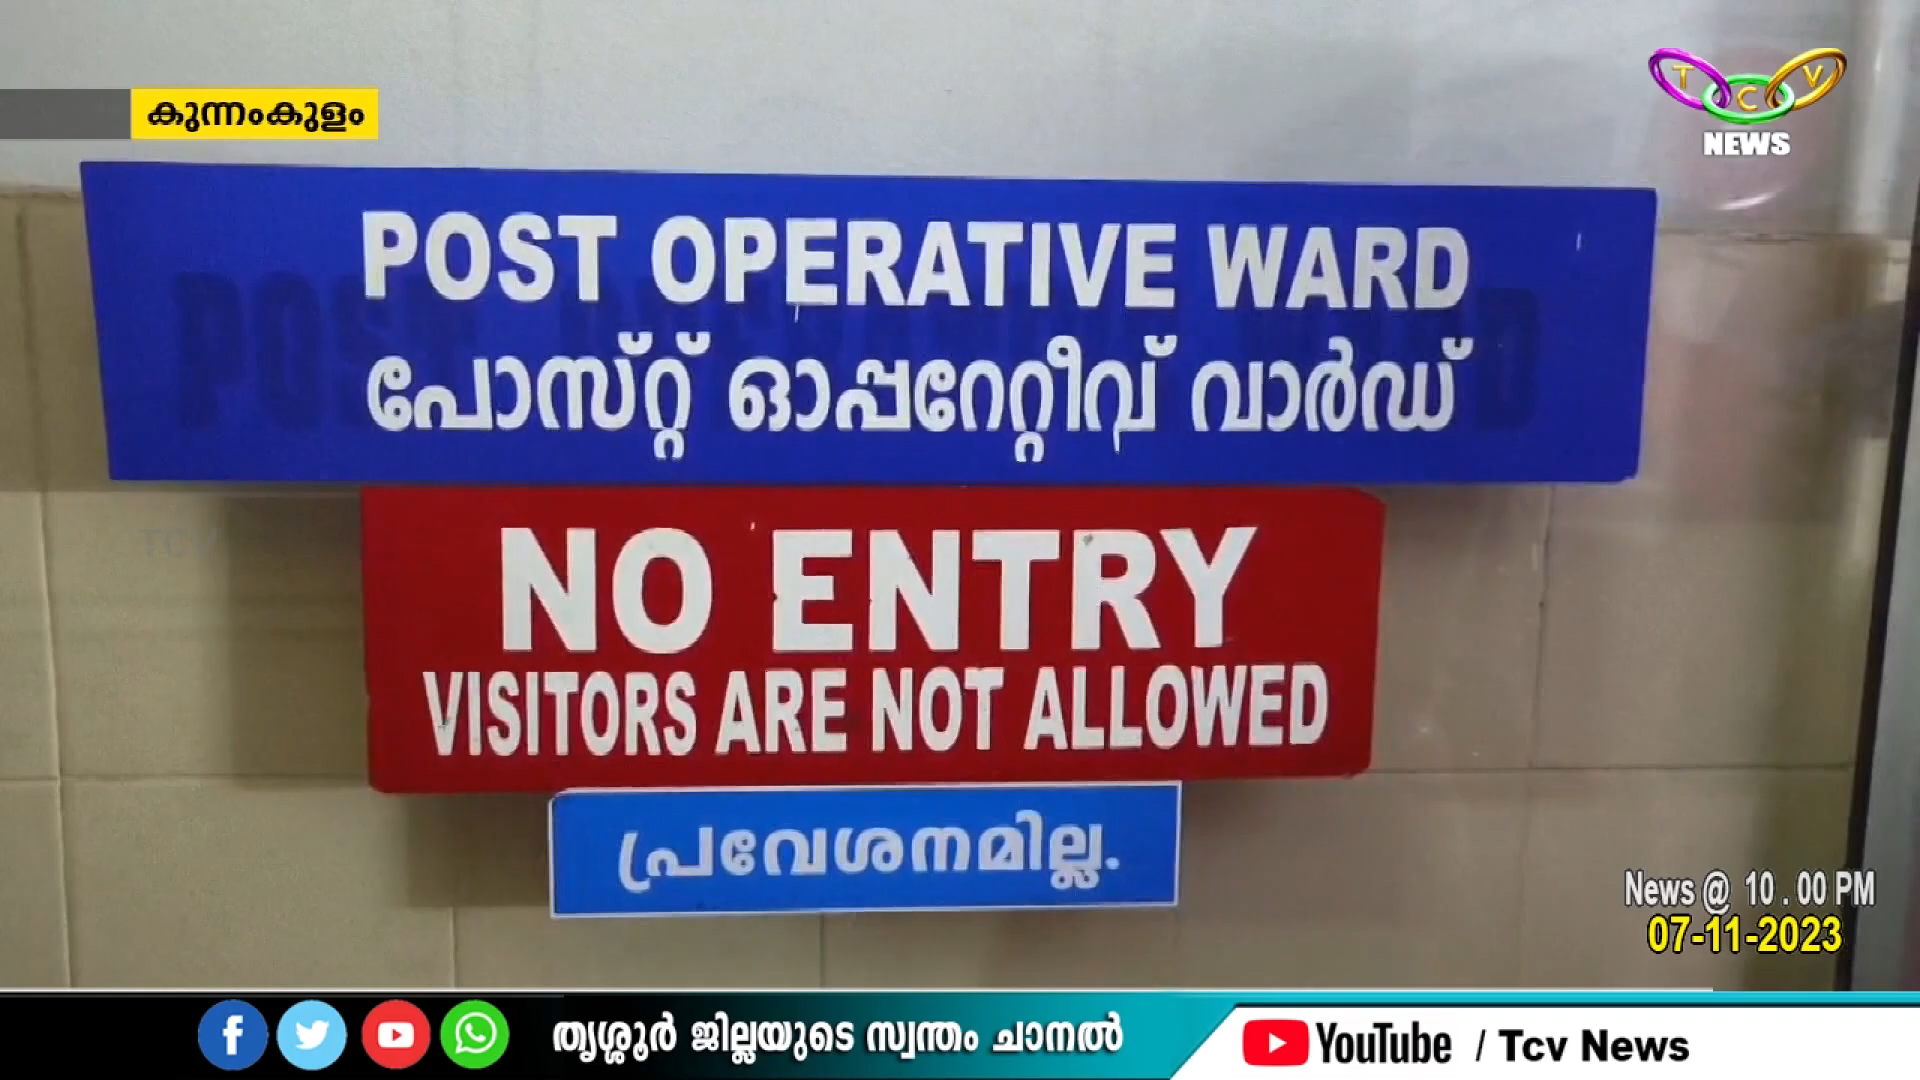 കുന്നംകുളം
T C V
NEWS
POST OPERATIVE WARD
പോസ്റ്റ് ഓപ്പറേറ്റീവ് വാർഡ്
NO ENTRY
VISITORS ARE NOT ALLOWED
പ്രവേശനമില്ല.
TCV
News @ 10 . 00 PM
07-11-2023
തൃശ്ശൂർ ജില്ലയുടെ സ്വന്തം ചാനൽ
YouTube / Tcv News